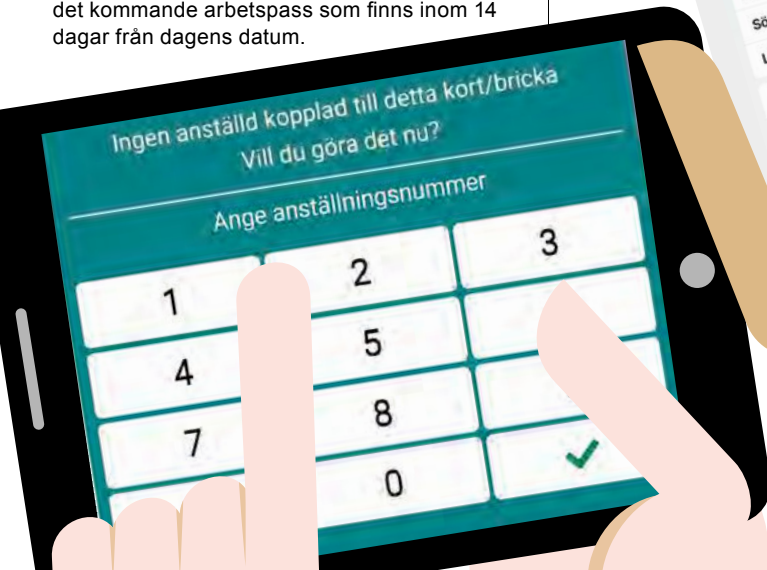 det kommande arbetspass som finns inom 14
dagar från dagens datum.
Ingen anställd kopplad till detta kort/bricka
Vill du göra det nu?
Ange anställningsnummer
1 2 3
4 5
7 8
0